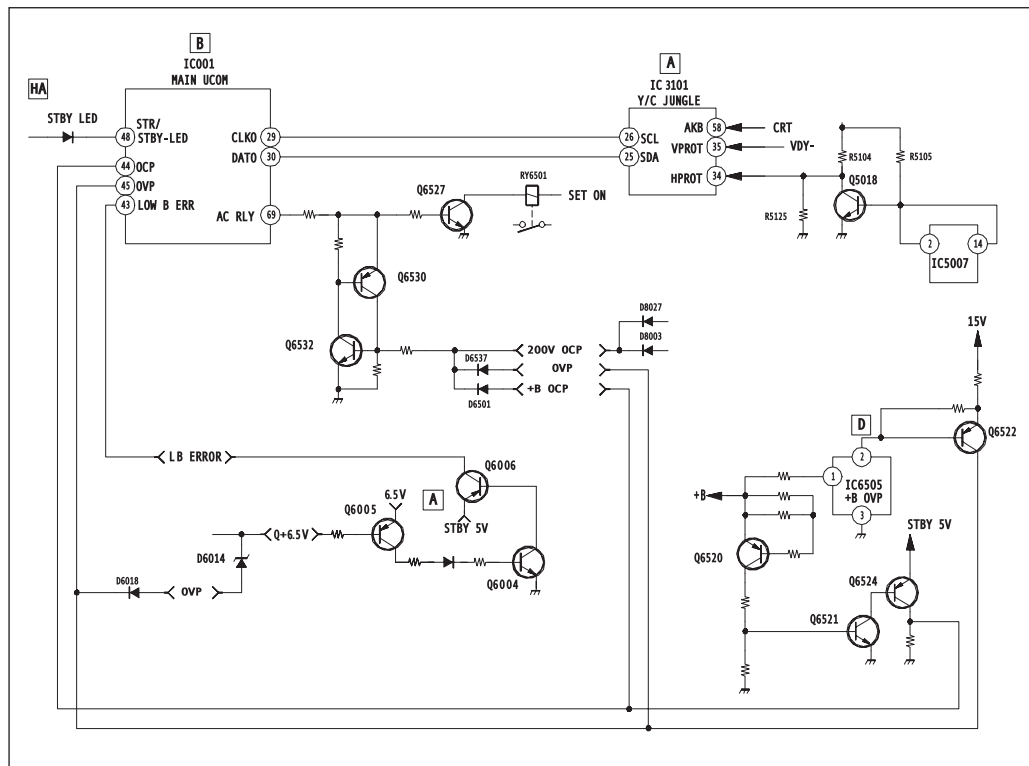 B
IC001
MAIN UCOM
HA
STBY LED
48
STR/
STBY-LED
44
OCP
45
OVP
43
LOW B ERR
CLKO
29
DATO
30
AC RLY
69
A
IC 3101
Y/C JUNGLE
26
SCL
25
SDA
AKB
58
CRT
VPROT
35
VDY-
HPROT
34
R5104
R5105
Q5018
R5125
2
14
IC5007
Q6527
RY6501
SET ON
Q6530
Q6532
D8027
D8003
200V OCP
D6537
OVP
+B OCP
D6501
15V
Q6522
D
2
1
IC6505
+B OVP
3
+B
STBY 5V
Q6520
Q6524
Q6521
LB ERROR
Q6006
A
6.5V
Q6005
STBY 5V
Q+6.5V
D6014
Q6004
D6018
OVP